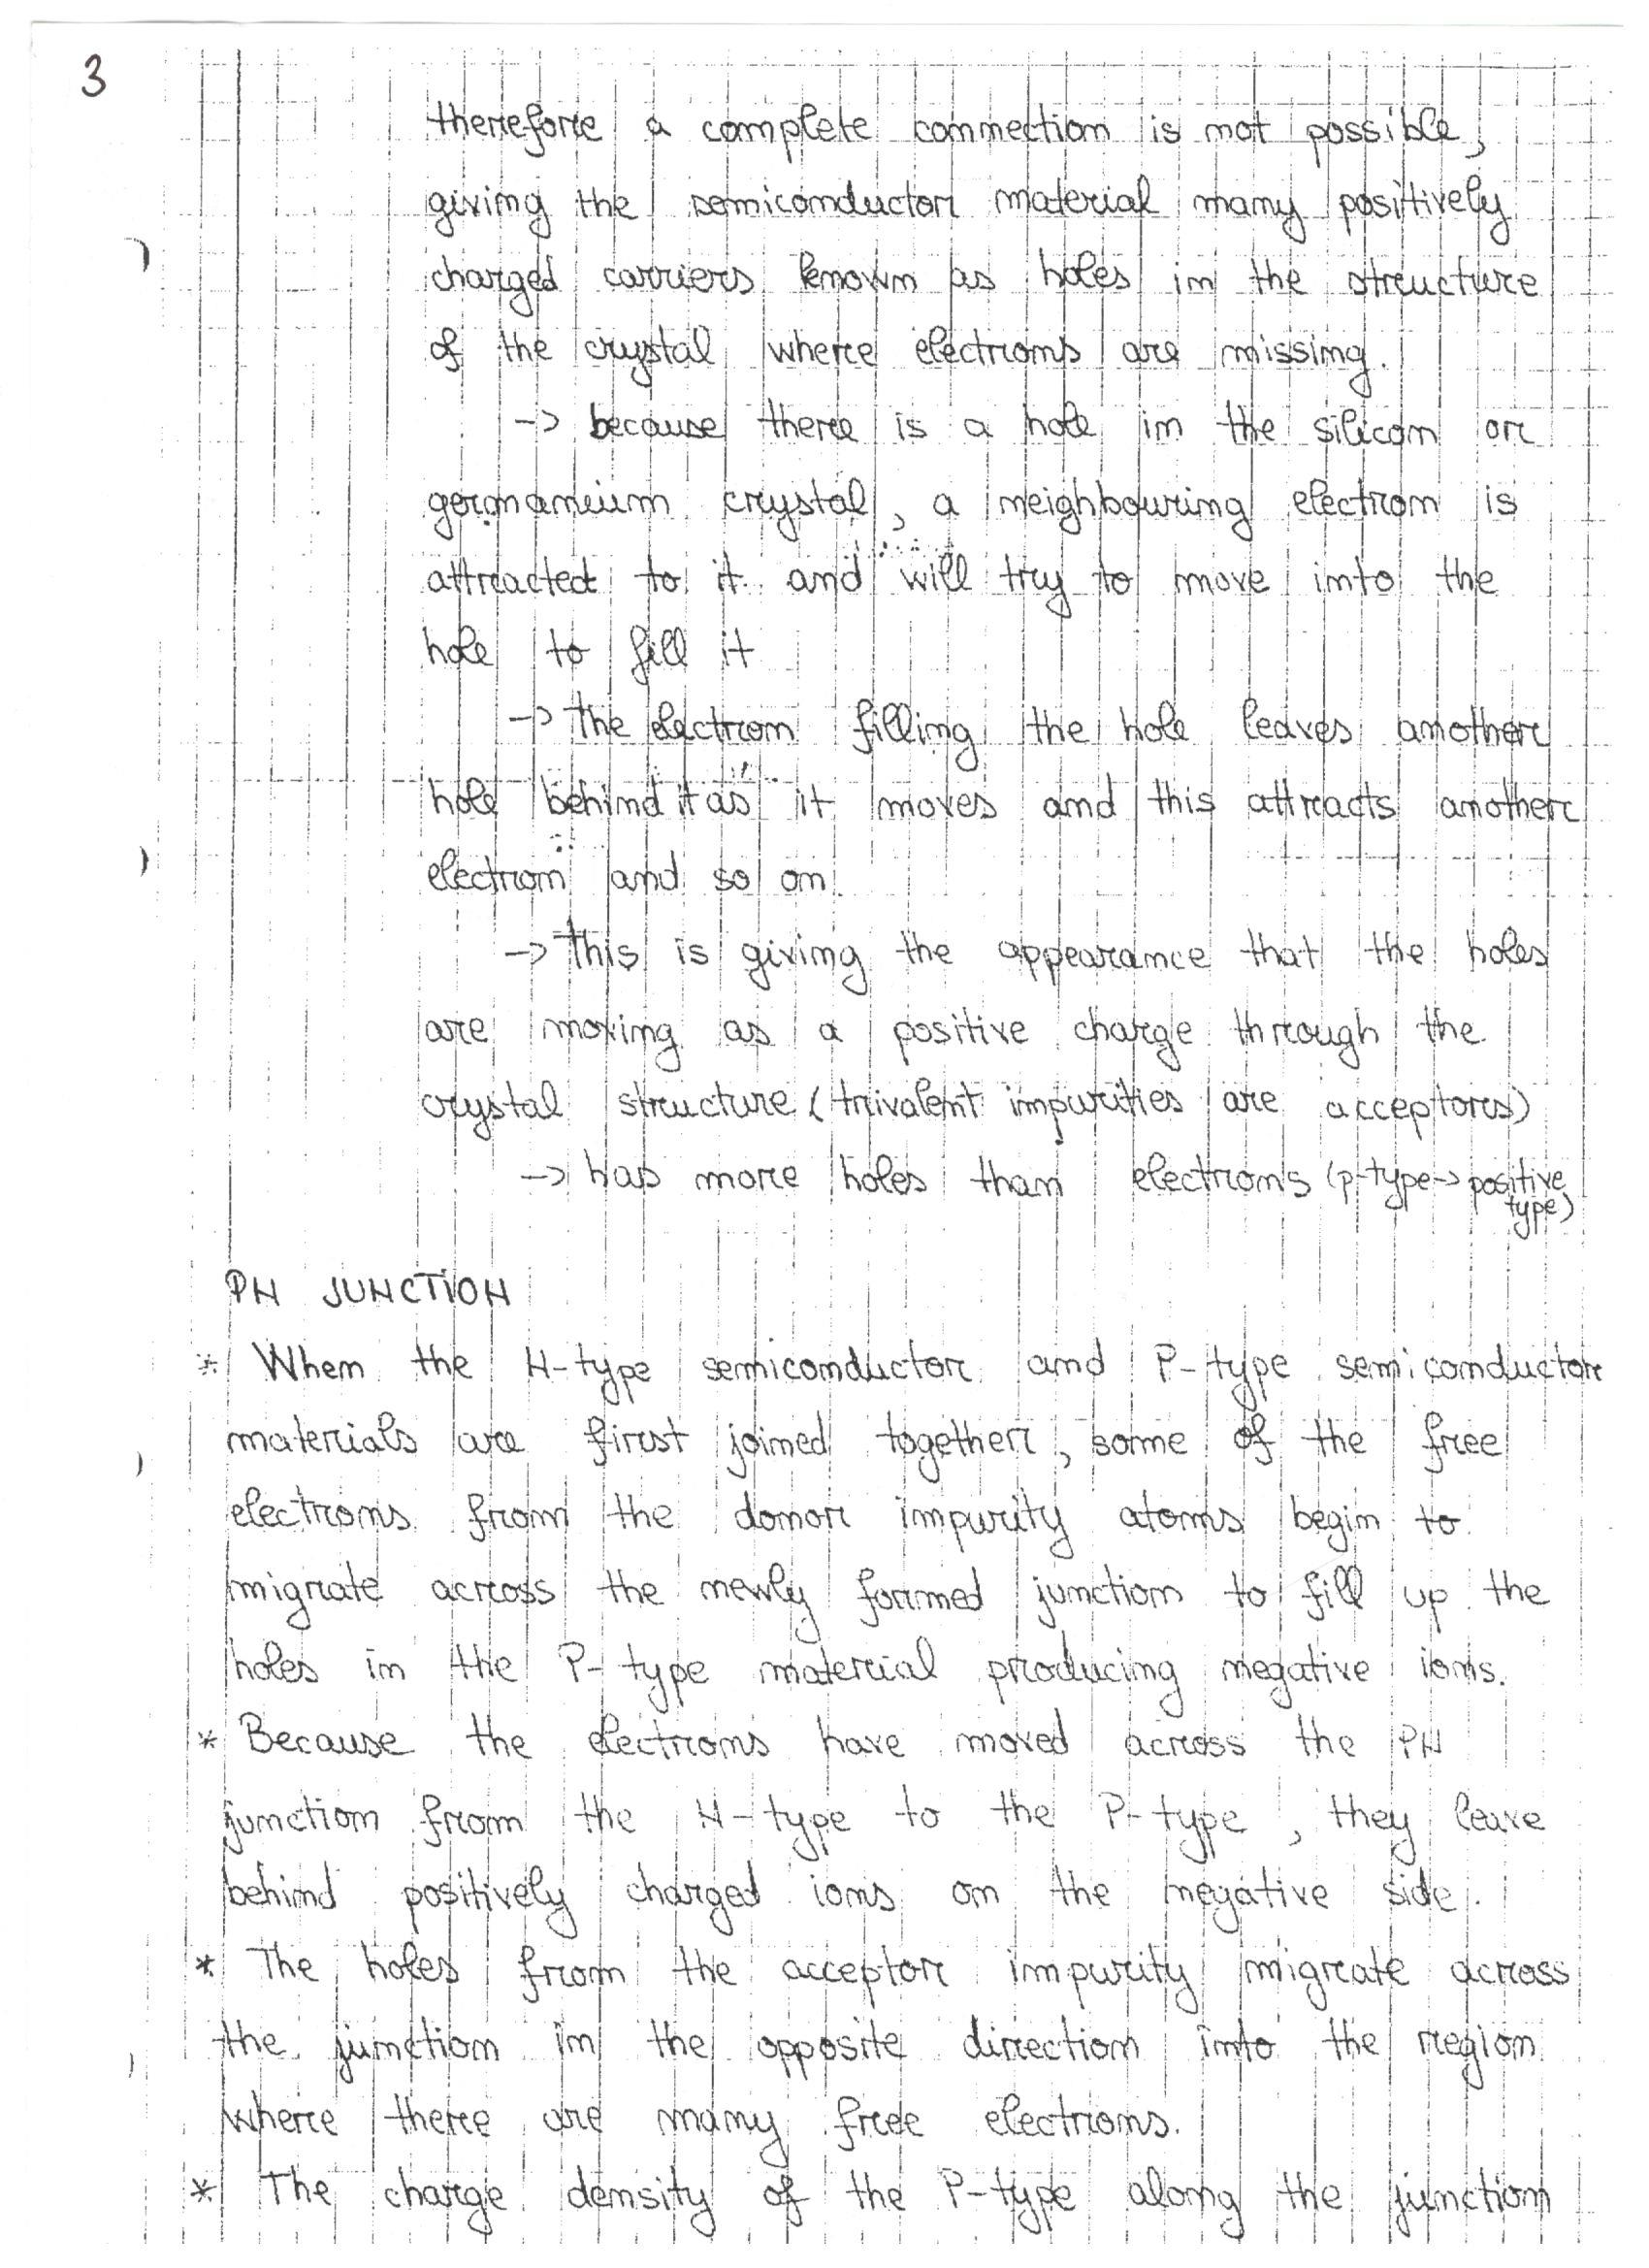 3
therefore a complete connection is not possible,
giving the semiconductor material many positively
charged carriers known as holes in the structure
of the crystal where electrons are missing.
-> because there is a hole in the silicon or
germaneium crystal, a neighbouring electron is
attracted to it and will try to move into the
hole to fill it
-> The electron filling the hole leaves another
hole behind it as it moves and this attracts another
electron and so on
-> This is giving the appearance that the holes
are moving as a positive charge through the
crystal structure (trivalent impurities are acceptors)
-> has more holes than electrons (p-type -> positive
type)
PN JUNCTION
* When the N-type semiconductor and P-type semiconductor
materials are first joined together, some of the free
electrons from the donor impurity atoms begin to
migrate across the newly formed junction to fill up the
holes in the P-type material producing negative ions.
* Because the electrons have moved across the PN
junction from the N-type to the P-type, they leave
behind positively charged ions on the negative side.
* The holes from the acceptor impurity migrate across
the junction in the opposite direction into the region
where there are many free electrons.
* The charge density of the P-type along the junction